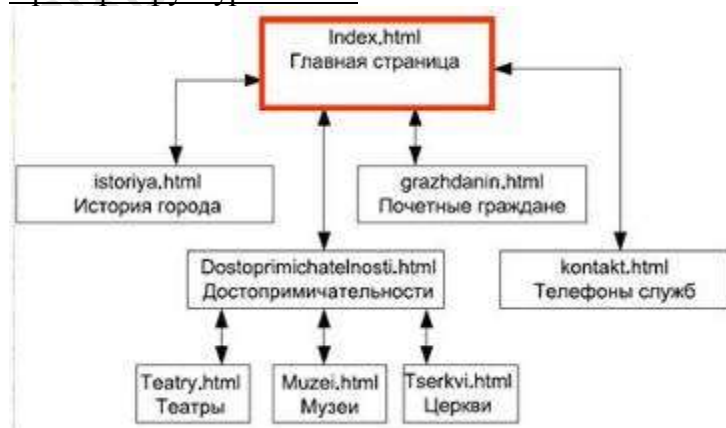 Index.html
Главная страница
istoriya.html
История города
grazhdanin.html
Почетные граждане
Dostoprimichatelnosti.html
Достопримичательности
kontakt.html
Телефоны служб
Teatry.html
Театры
Muzei.html
Музеи
Tserkvi.html
Церкви